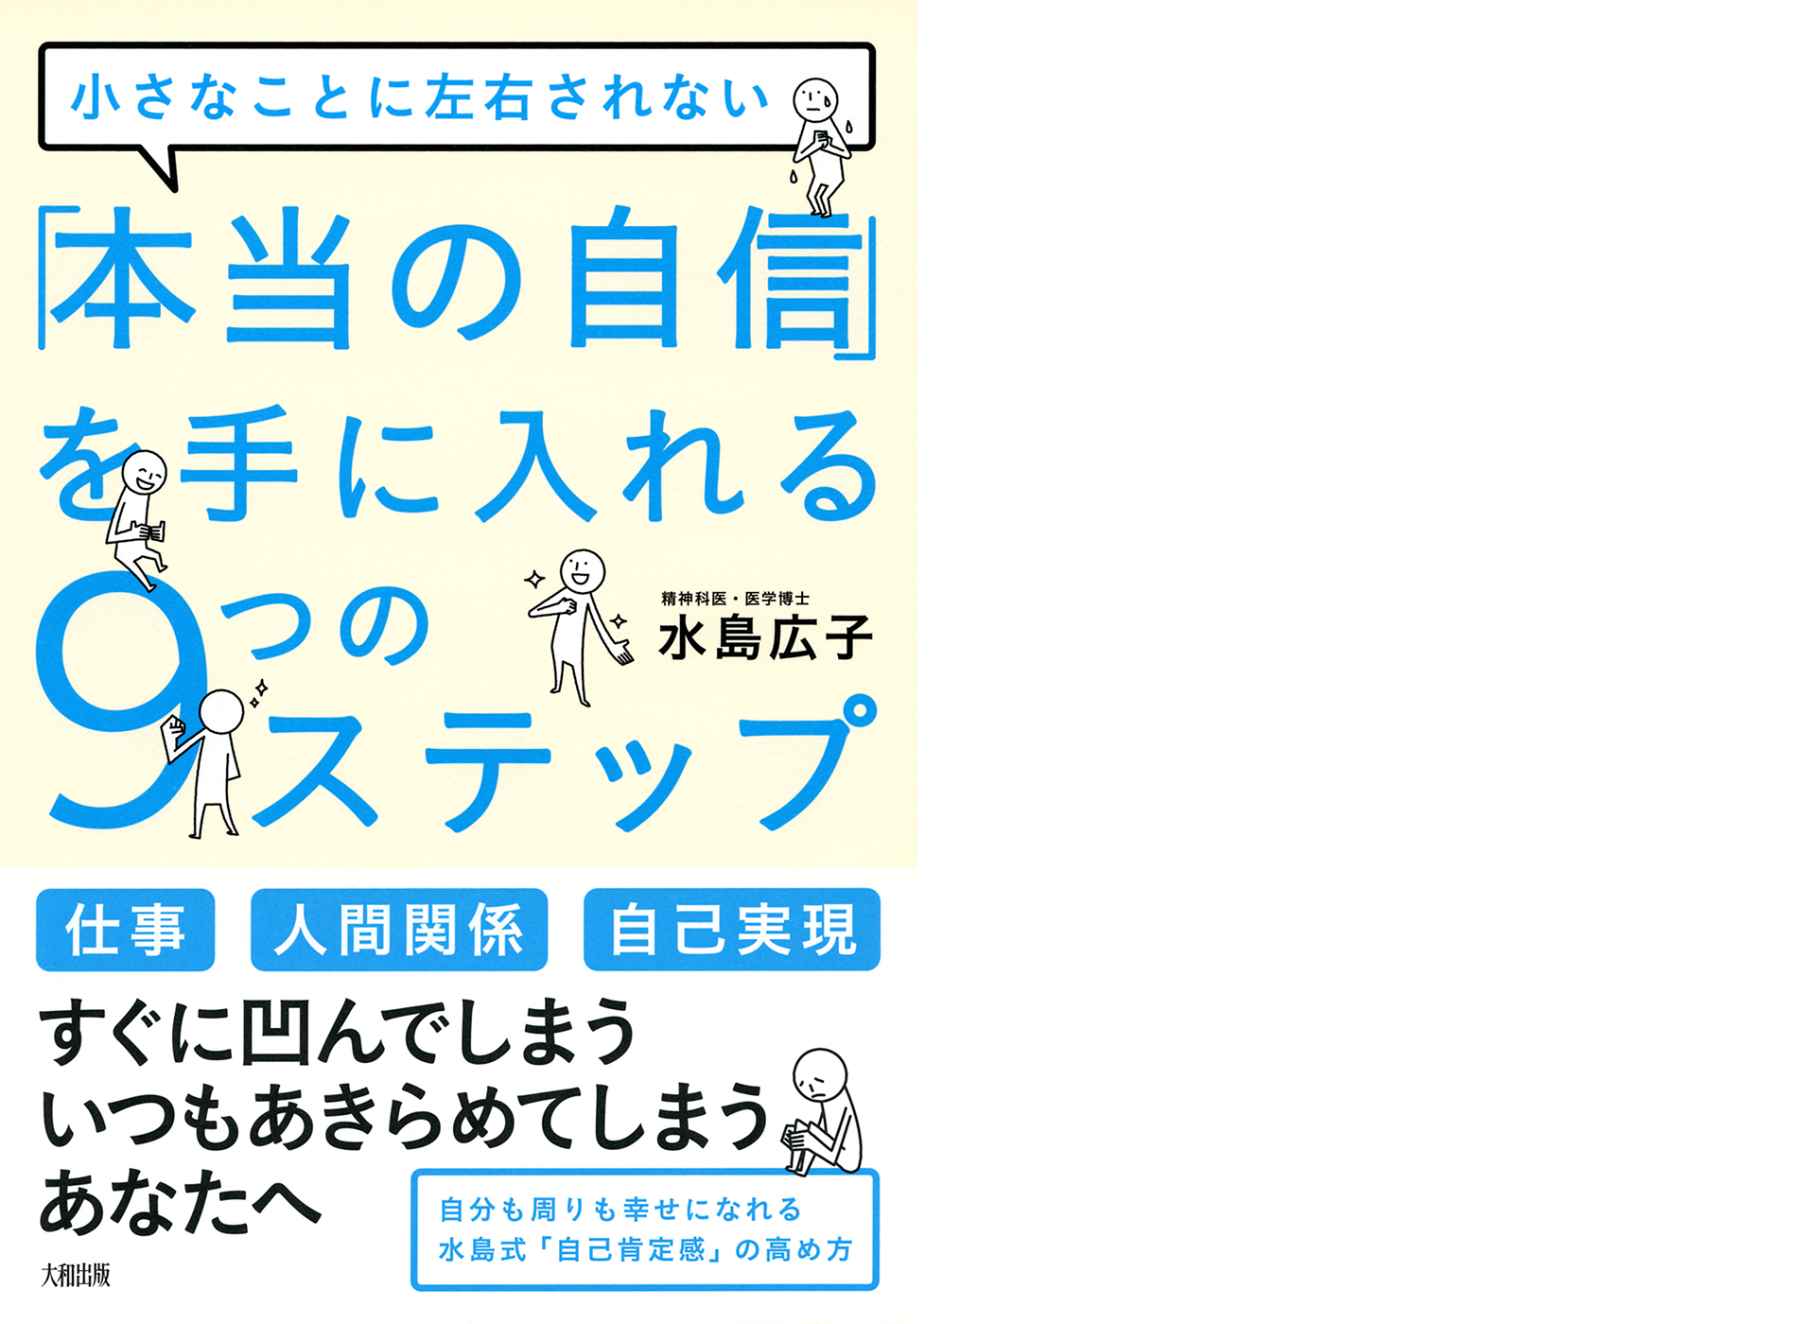 小さなことに左右されない
「本当の自信」
を手に入れる
9つの
ステップ
精神科医・医学博士
水島広子
仕事 人間関係 自己実現
すぐに凹んでしまう
いつもあきらめてしまう
あなたへ
自分も周りも幸せになれる
水島式「自己肯定感」の高め方
大和出版